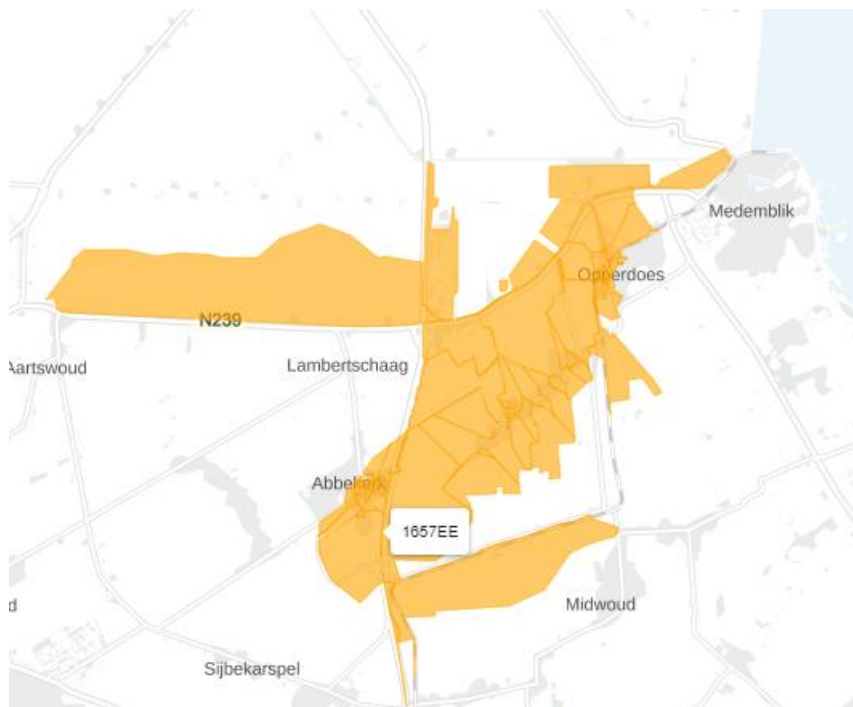 Medemblik
Opperdoes
N239
Lambertschaag
Aartswoud
Abbekerk
1657EE
Midwoud
d
Sijbekarspel